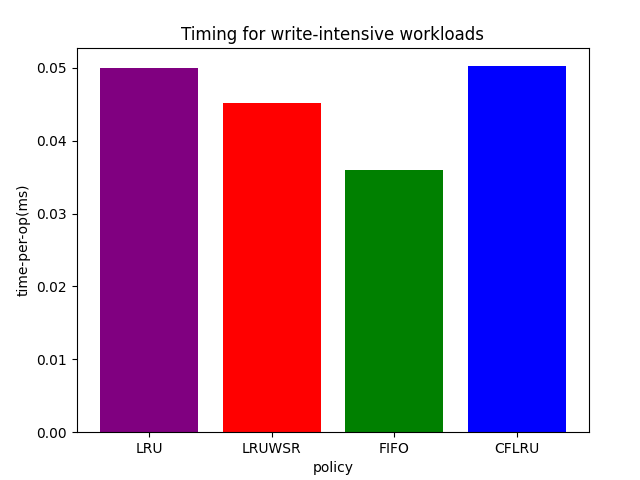 Timing for write-intensive workloads
time-per-op(ms)
0.05
0.04
0.03
0.02
0.01
0.00
LRU LRUWSR FIFO CFLRU
policy